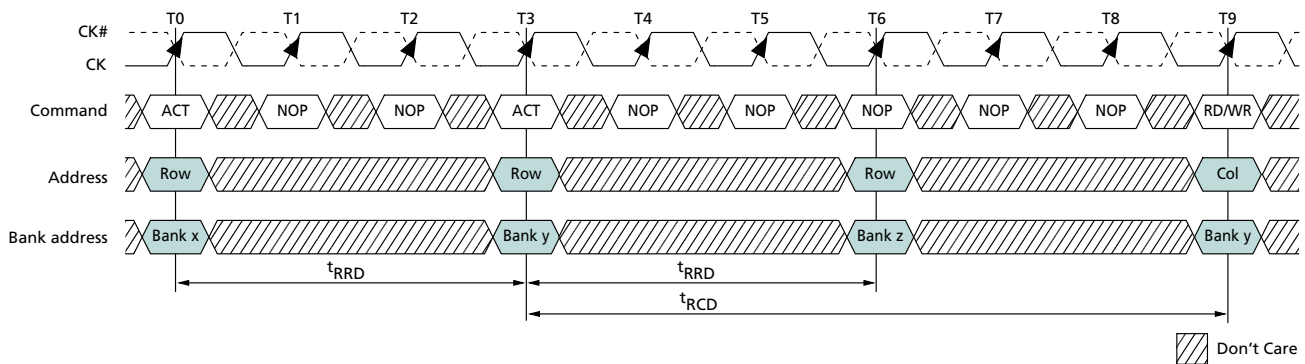 T0 T1 T2 T3 T4 T5 T6 T7 T8 T9
CK#
CK
Command ACT NOP NOP ACT NOP NOP NOP NOP NOP RD/WR
Address Row Row Row Col
Bank address Bank x Bank y Bank z Bank y
tRRD tRRD
tRCD
Don't Care